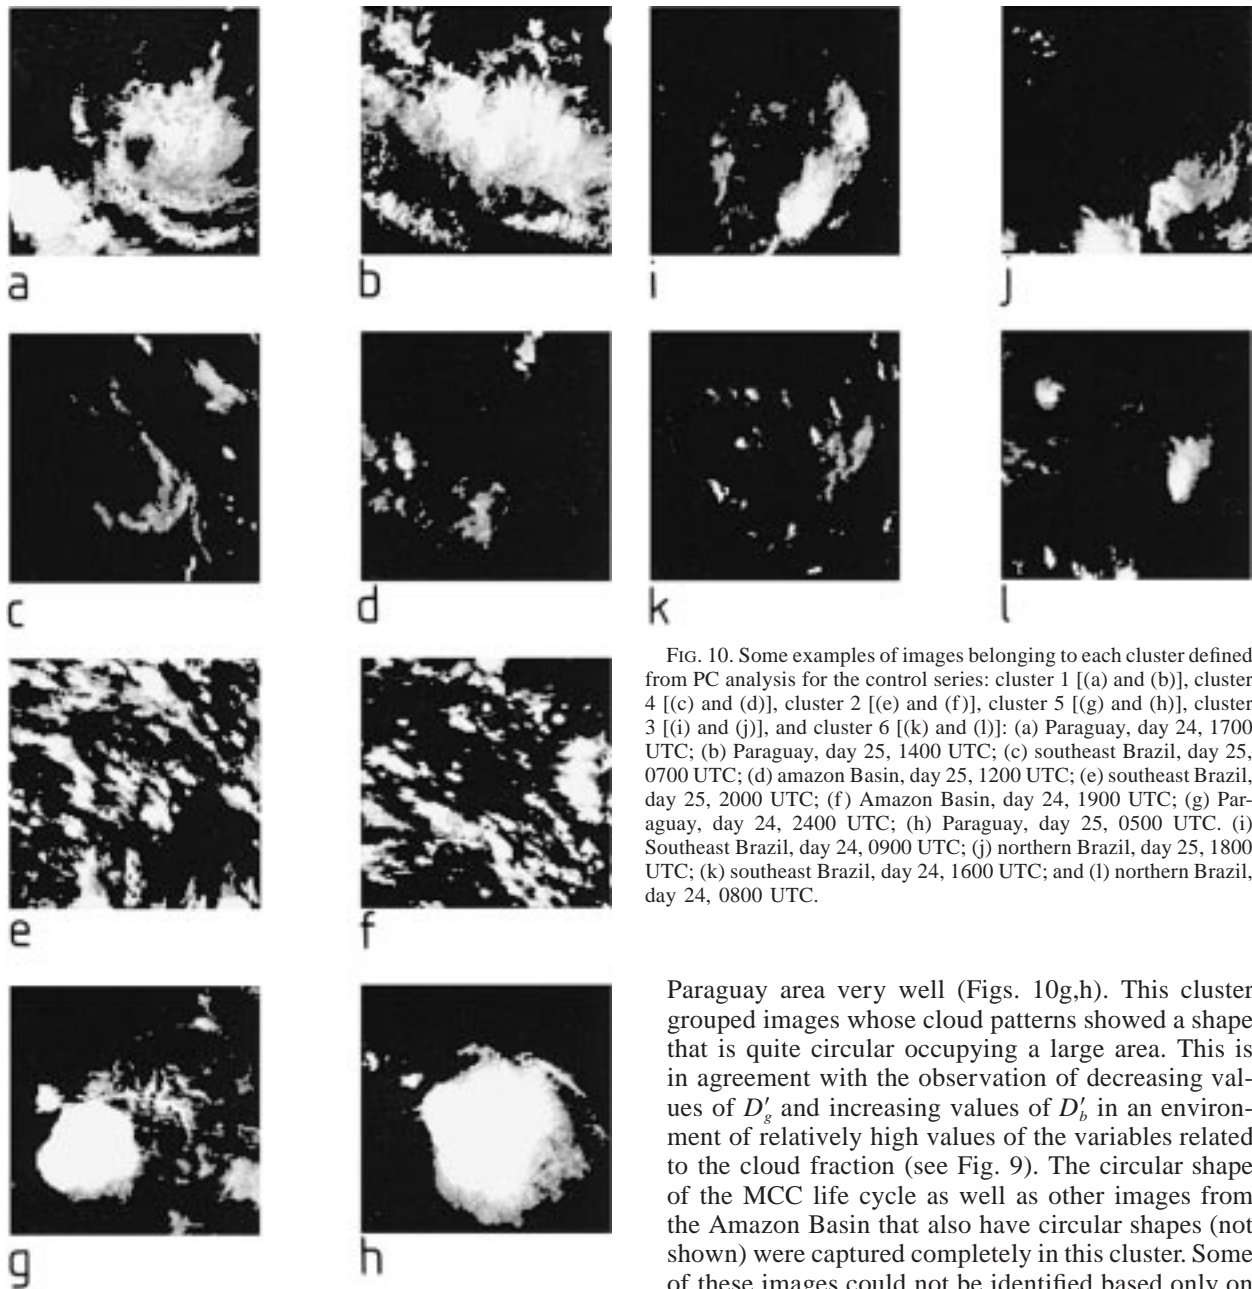 a
b
i
j
c
d
k
l
e
f
g
h
FIG. 10. Some examples of images belonging to each cluster defined
from PC analysis for the control series: cluster 1 [(a) and (b)], cluster
4 [(c) and (d)], cluster 2 [(e) and (f)], cluster 5 [(g) and (h)], cluster
3 [(i) and (j)], and cluster 6 [(k) and (l)]: (a) Paraguay, day 24, 1700
UTC; (b) Paraguay, day 25, 1400 UTC; (c) southeast Brazil, day 25,
0700 UTC; (d) amazon Basin, day 25, 1200 UTC; (e) southeast Brazil,
day 25, 2000 UTC; (f) Amazon Basin, day 24, 1900 UTC; (g) Par-
aguay, day 24, 2400 UTC; (h) Paraguay, day 25, 0500 UTC. (i)
Southeast Brazil, day 24, 0900 UTC; (j) northern Brazil, day 25, 1800
UTC; (k) southeast Brazil, day 24, 1600 UTC; and (l) northern Brazil,
day 24, 0800 UTC.
Paraguay area very well (Figs. 10g,h). This cluster
grouped images whose cloud patterns showed a shape
that is quite circular occupying a large area. This is
in agreement with the observation of decreasing val-
ues of D′g and increasing values of D′b in an environ-
ment of relatively high values of the variables related
to the cloud fraction (see Fig. 9). The circular shape
of the MCC life cycle as well as other images from
the Amazon Basin that also have circular shapes (not
shown) were captured completely in this cluster. Some
of these images could not be identified based only on